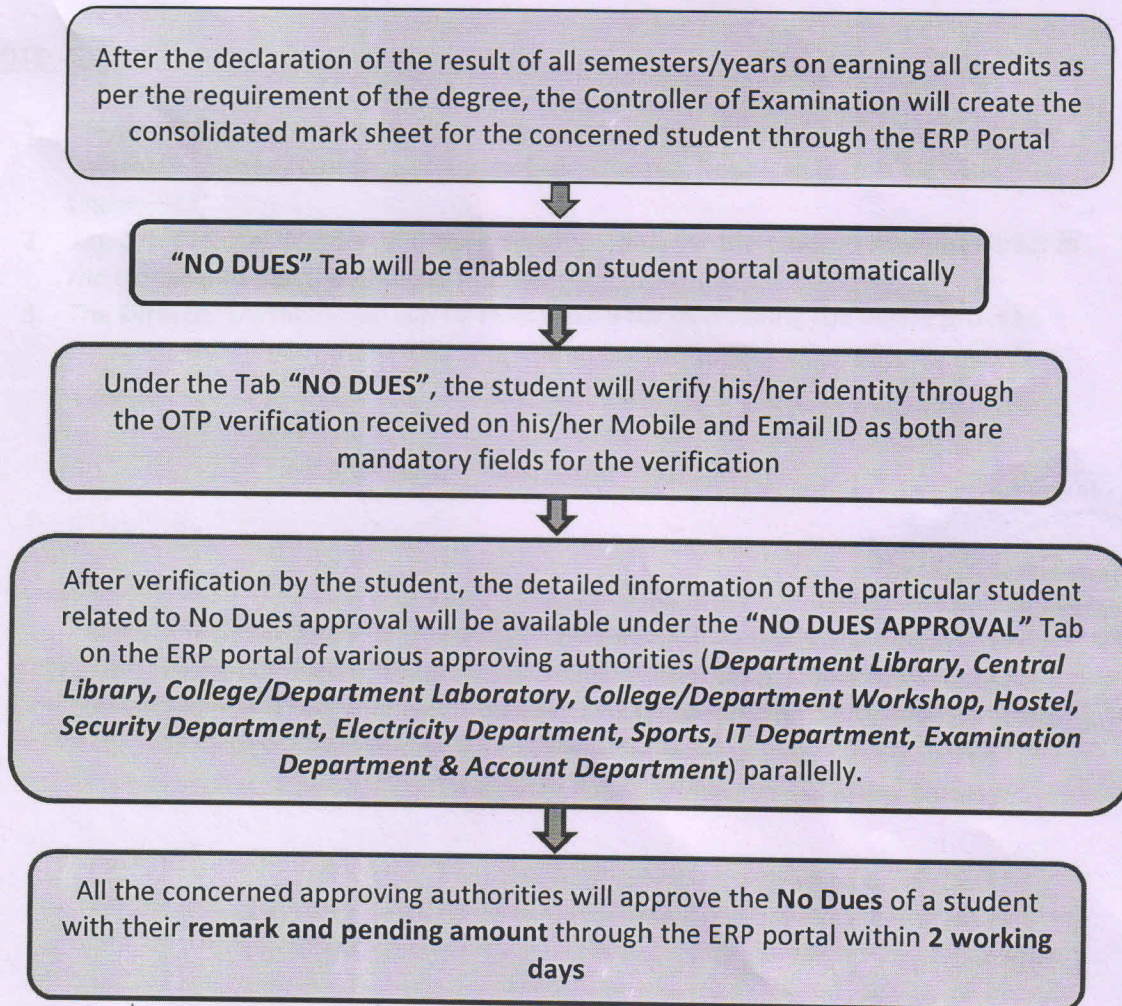 After the declaration of the result of all semesters/years on earning all credits as
per the requirement of the degree, the Controller of Examination will create the
consolidated mark sheet for the concerned student through the ERP Portal
“NO DUES” Tab will be enabled on student portal automatically
Under the Tab “NO DUES”, the student will verify his/her identity through
the OTP verification received on his/her Mobile and Email ID as both are
mandatory fields for the verification
After verification by the student, the detailed information of the particular student
related to No Dues approval will be available under the “NO DUES APPROVAL” Tab
on the ERP portal of various approving authorities (Department Library, Central
Library, College/Department Laboratory, College/Department Workshop, Hostel,
Security Department, Electricity Department, Sports, IT Department, Examination
Department & Account Department) parallelly.
All the concerned approving authorities will approve the No Dues of a student
with their remark and pending amount through the ERP portal within 2 working
days